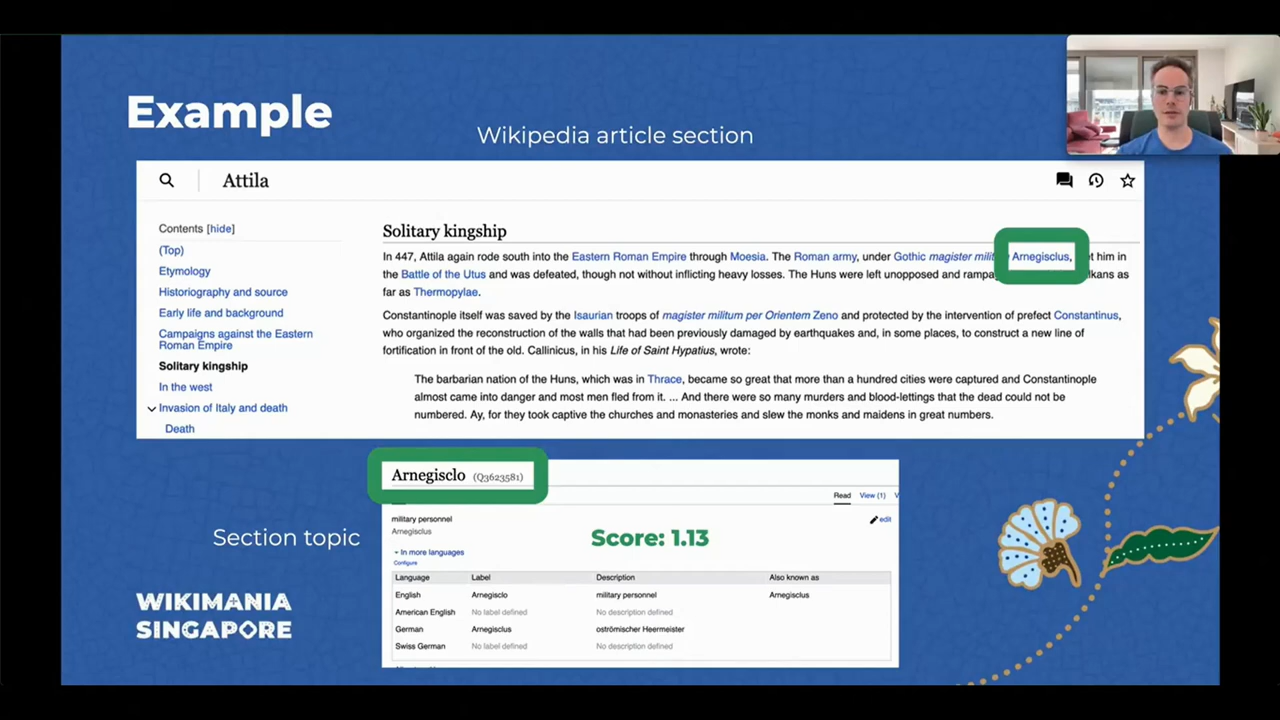 Example
Wikipedia article section
Attila
Contents [hide]
(Top)
Etymology
Historiography and source
Early life and background
Campaigns against the Eastern
Roman Empire
Solitary kingship
In the west
Invasion of Italy and death
Death
Solitary kingship
In 447, Attila again rode south into the Eastern Roman Empire through Moesia. The Roman army, under Gothic magister Arnegisclus, him in
the Battle of the Utus and was defeated, though not without inflicting heavy losses. The Huns were left unopposed and as
far as Thermopylae.
Constantinople itself was saved by the Isaurian troops of magister militum per Orientem Zeno and protected by the intervention of prefect Constantinus,
who organized the reconstruction of the walls that had been previously damaged by earthquakes and, in some places, to construct a new line of
fortification in front of the old. Callinicus, in his Life of Saint Hypatius, wrote:
The barbarian nation of the Huns, which was in Thrace, became so great that more than a hundred cities were captured and Constantinople
almost came into danger and most men fled from it. ... And there were so many murders and blood-lettings that the dead could not be
numbered. Ay, for they took captive the churches and monasteries and slew the monks and maidens in great numbers.
Section topic
Arnegisclo (Q3623581)
Read View (1)
military personnel
edit
Arnegisclus
Score: 1.13
In more languages
Configure
Language Label Description Also known as
English Arnegisclo military personnel Arnegisclus
American English No label defined No description defined
German Arnegisclus oströmischer Heermeister
Swiss German No label defined No description defined
WIKIMANIA
SINGAPORE